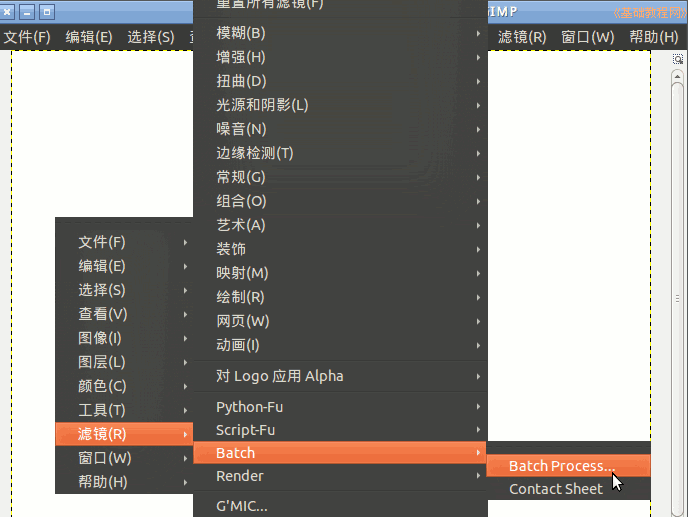 重置所有滤镜(F)
IMP
《基础教程网》
文件(F) 编辑(E) 选择(S) 滤镜(R) 窗口(W) 帮助(H)
模糊(B)
增强(H)
扭曲(D)
光源和阴影(L)
噪音(N)
边缘检测(T)
常规(G)
组合(O)
艺术(A)
装饰
映射(M)
绘制(R)
网页(W)
动画(I)
对 Logo 应用 Alpha
Python-Fu
Script-Fu
Batch
Render
G'MIC...
文件(F)
编辑(E)
选择(S)
查看(V)
图像(I)
图层(L)
颜色(C)
工具(T)
滤镜(R)
窗口(W)
帮助(H)
Batch Process...
Contact Sheet